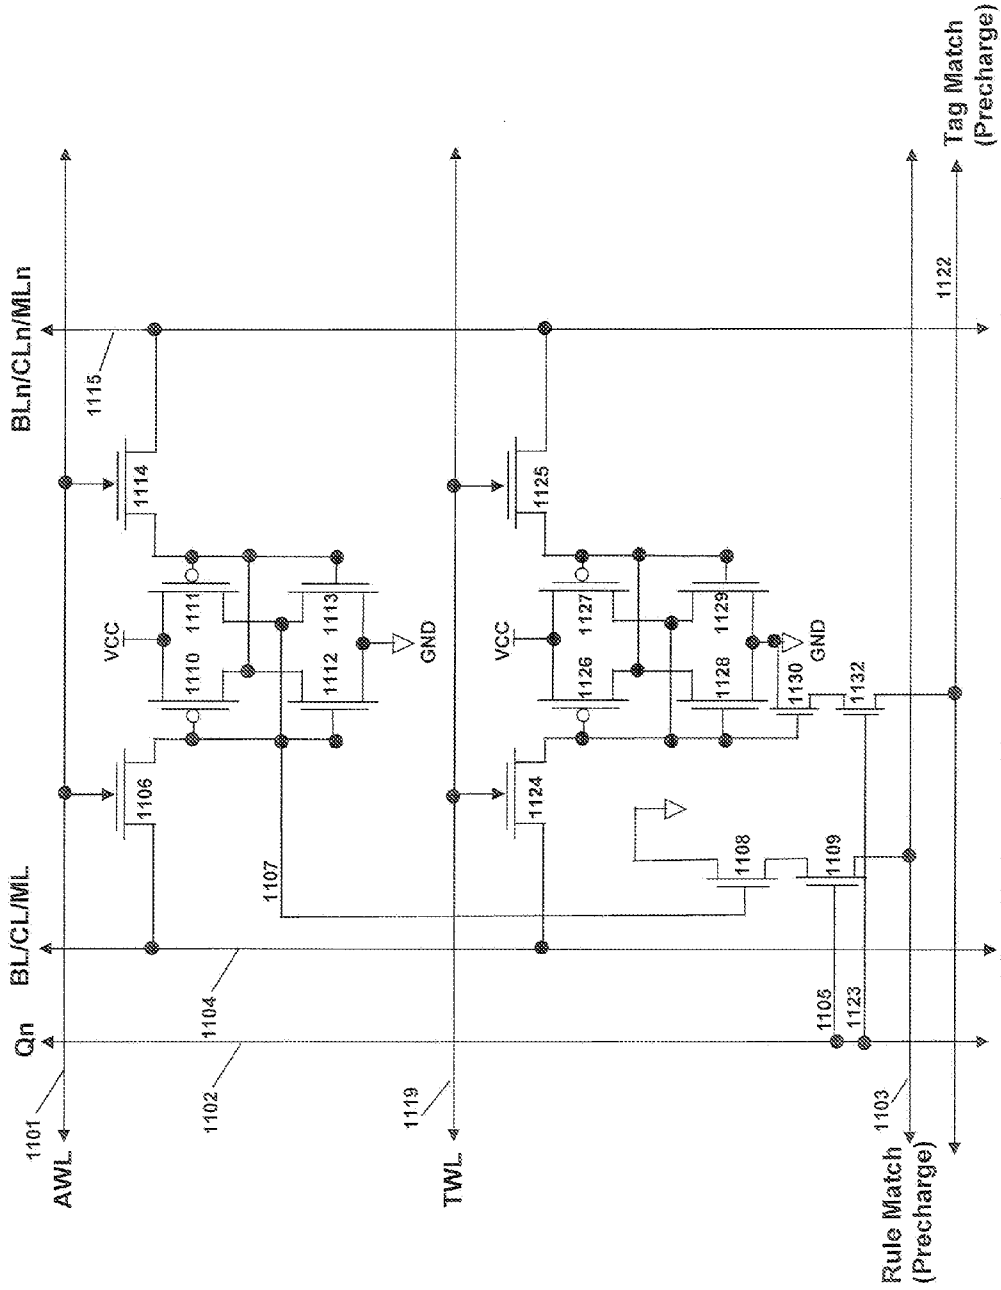 Qn
BL/CL/ML
BLn/CLn/MLn
AWL
1101
1102
1104
1115
1106
1114
VCC
1110
1111
1112
1113
GND
1107
TWL
1119
1124
1125
VCC
1126
1127
1128
1129
GND
1130
1132
1108
1109
1105
1123
1103
1122
Rule Match
(Precharge)
Tag Match
(Precharge)